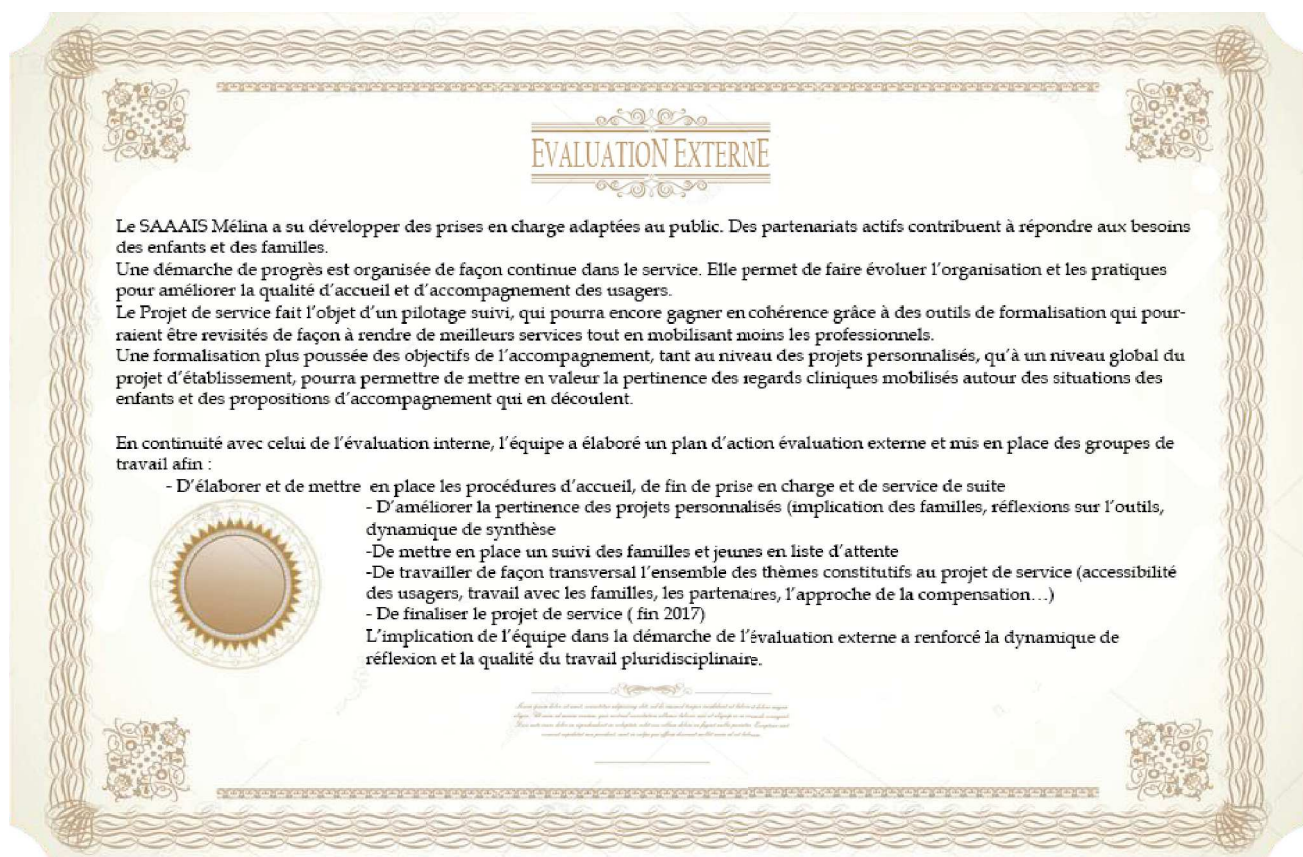 EVALUATION EXTERNE
Le SAAAIS Mélina a su développer des prises en charge adaptées au public. Des partenariats actifs contribuent à répondre aux besoins
des enfants et des familles.
Une démarche de progrès est organisée de façon continue dans le service. Elle permet de faire évoluer l'organisation et les pratiques
pour améliorer la qualité d'accueil et d'accompagnement des usagers.
Le Projet de service fait l'objet d'un pilotage suivi, qui pourra encore gagner en cohérence grâce à des outils de formalisation qui pour-
raient être revisités de façon à rendre de meilleurs services tout en mobilisant moins les professionnels.
Une formalisation plus poussée des objectifs de l'accompagnement, tant au niveau des projets personnalisés, qu'à un niveau global du
projet d'établissement, pourra permettre de mettre en valeur la pertinence des regards cliniques mobilisés autour des situations des
enfants et des propositions d'accompagnement qui en découlent.
En continuité avec celui de l'évaluation interne, l'équipe a élaboré un plan d'action évaluation externe et mis en place des groupes de
travail afin :
- D'élaborer et de mettre en place les procédures d'accueil, de fin de prise en charge et de service de suite
- D'améliorer la pertinence des projets personnalisés (implication des familles, réflexions sur l'outils,
dynamique de synthèse
-De mettre en place un suivi des familles et jeunes en liste d'attente
-De travailler de façon transversal l'ensemble des thèmes constitutifs au projet de service (accessibilité
des usagers, travail avec les familles, les partenaires, l'approche de la compensation…)
- De finaliser le projet de service ( fin 2017)
L'implication de l'équipe dans la démarche de l'évaluation externe a renforcé la dynamique de
réflexion et la qualité du travail pluridisciplinaire.